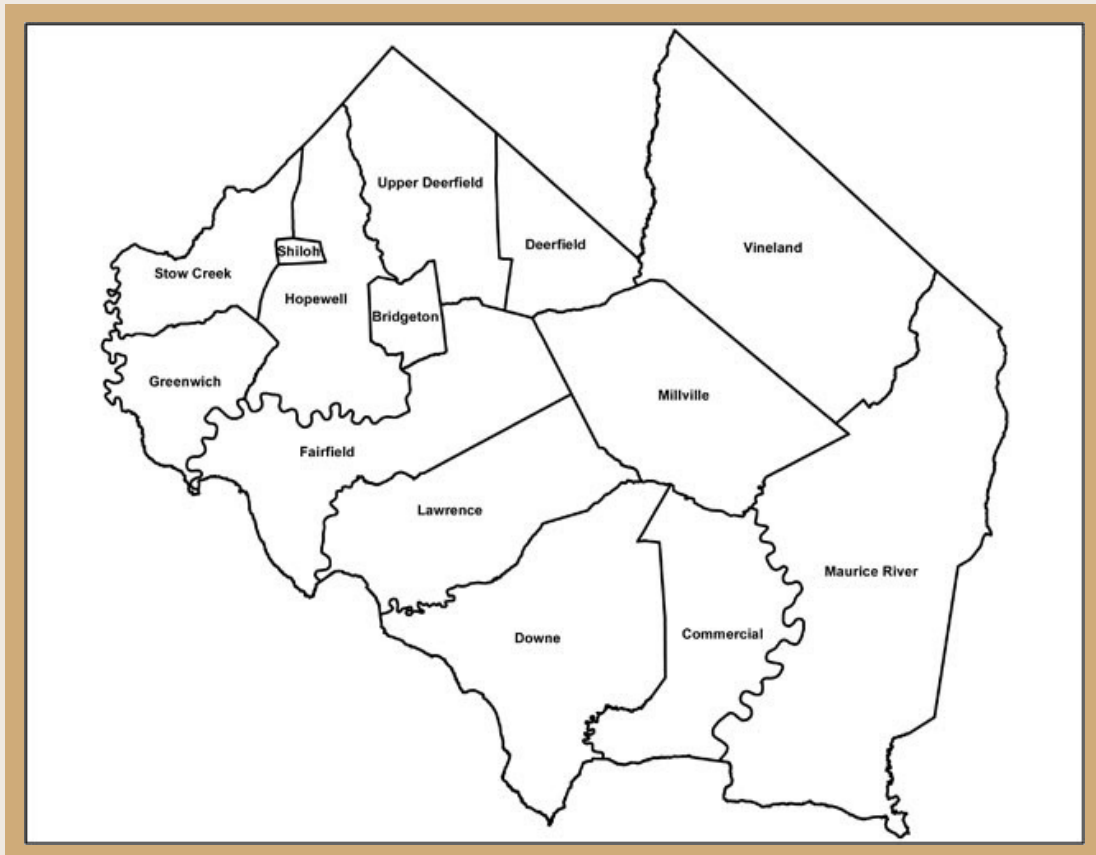 Upper Deerfield
Deerfield
Vineland
Shiloh
Stow Creek
Hopewell
Bridgeton
Greenwich
Millville
Fairfield
Lawrence
Maurice River
Downe
Commercial